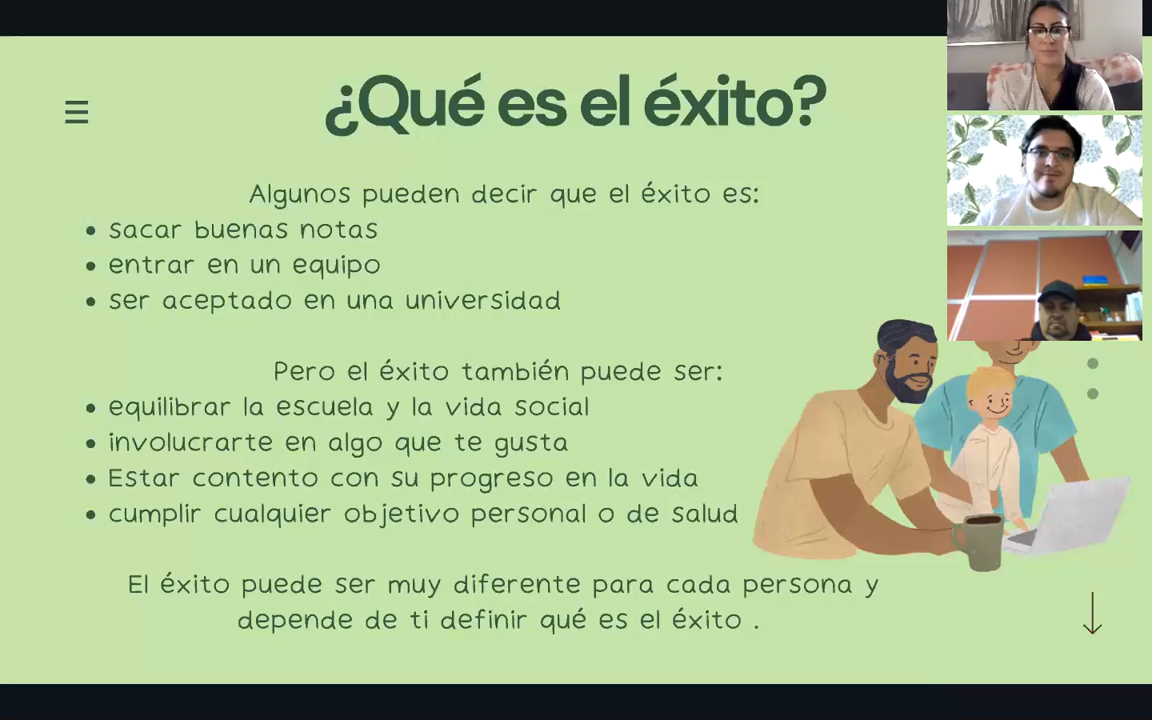 ¿Qué es el éxito?
Algunos pueden decir que el éxito es:
• sacar buenas notas
• entrar en un equipo
• ser aceptado en una universidad
Pero el éxito también puede ser:
• equilibrar la escuela y la vida social
• involucrarte en algo que te gusta
• Estar contento con su progreso en la vida
• cumplir cualquier objetivo personal o de salud
El éxito puede ser muy diferente para cada persona y
depende de ti definir qué es el éxito .